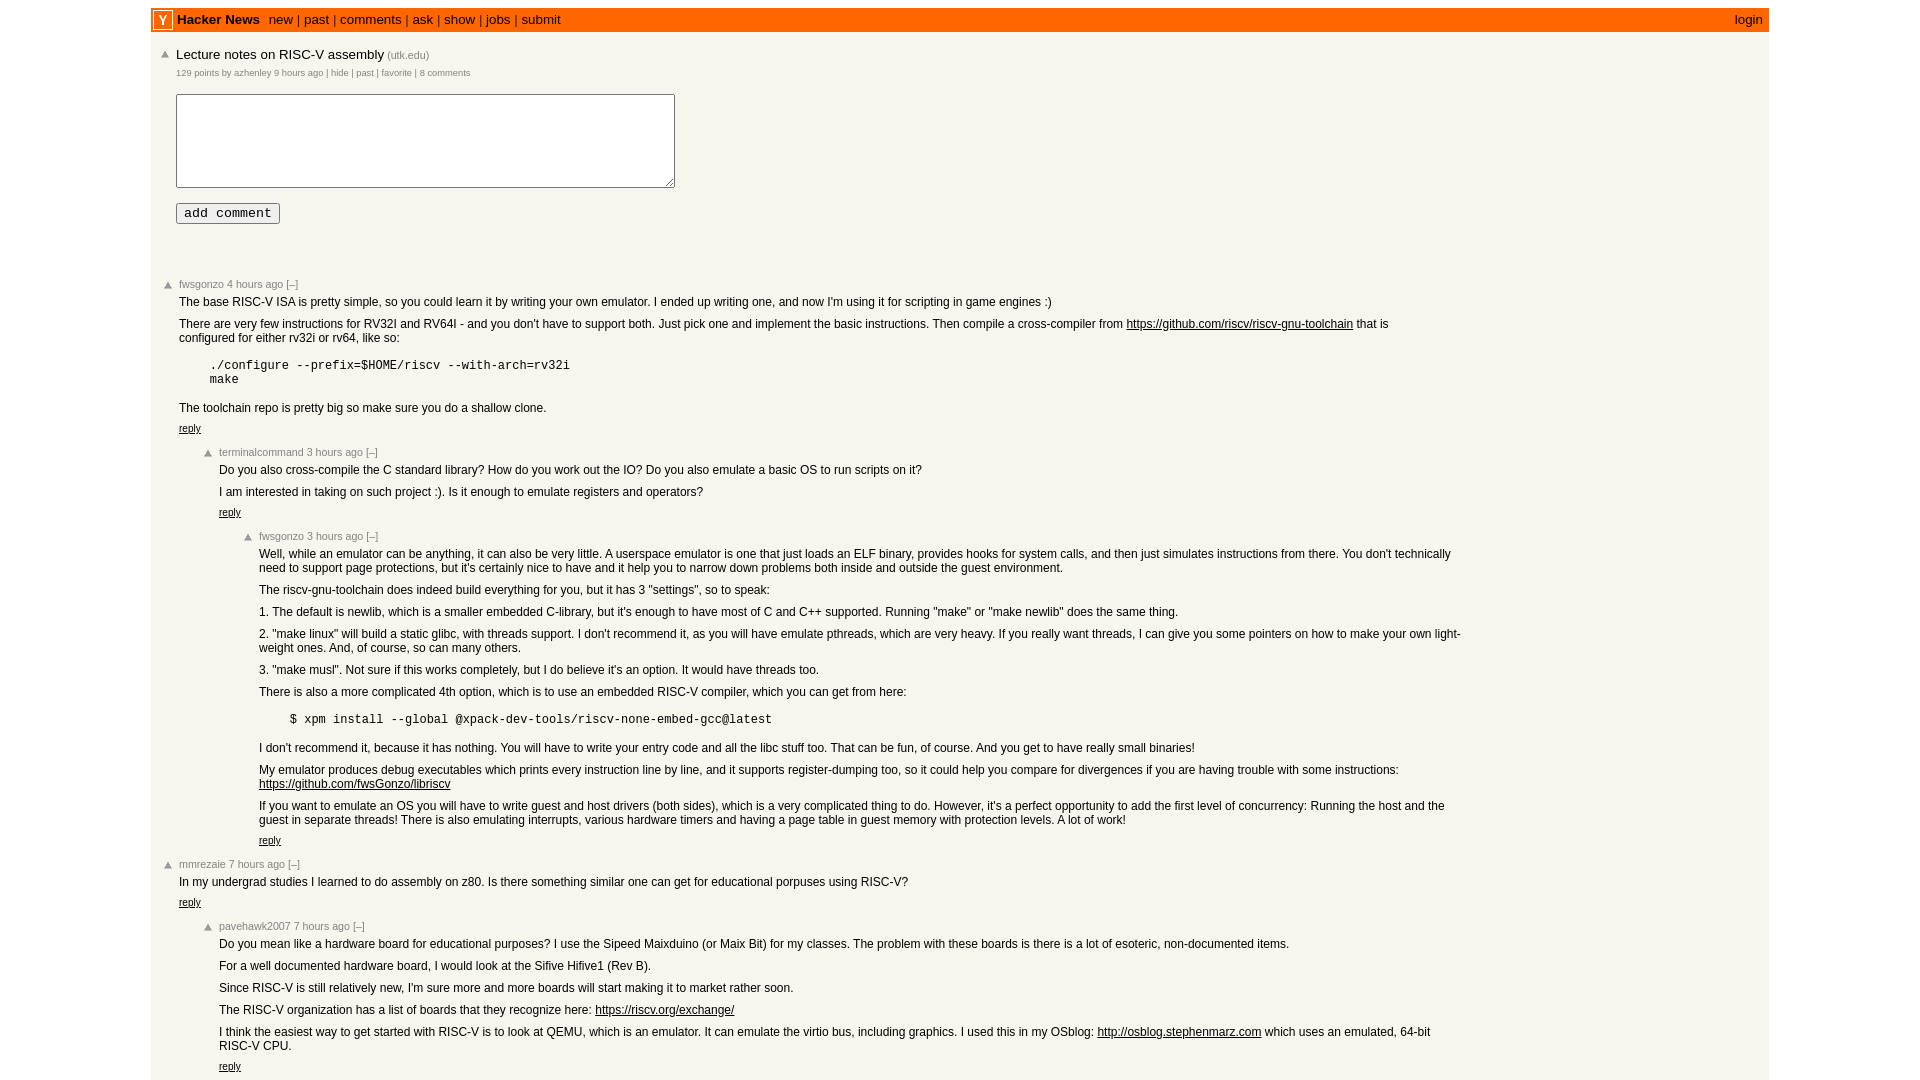 Y Hacker News new | past | comments | ask | show | jobs | submit login
Lecture notes on RISC-V assembly (utk.edu)
129 points by azhenley 9 hours ago | hide | past | favorite | 8 comments
add comment
fwsgonzo 4 hours ago [–]
The base RISC-V ISA is pretty simple, so you could learn it by writing your own emulator. I ended up writing one, and now I'm using it for scripting in game engines :)
There are very few instructions for RV32I and RV64I - and you don't have to support both. Just pick one and implement the basic instructions. Then compile a cross-compiler from https://github.com/riscv/riscv-gnu-toolchain that is
configured for either rv32i or rv64, like so:
./configure --prefix=$HOME/riscv --with-arch=rv32i
make
The toolchain repo is pretty big so make sure you do a shallow clone.
reply
terminalcommand 3 hours ago [–]
Do you also cross-compile the C standard library? How do you work out the IO? Do you also emulate a basic OS to run scripts on it?
I am interested in taking on such project :). Is it enough to emulate registers and operators?
reply
fwsgonzo 3 hours ago [–]
Well, while an emulator can be anything, it can also be very little. A userspace emulator is one that just loads an ELF binary, provides hooks for system calls, and then just simulates instructions from there. You don't technically
need to support page protections, but it's certainly nice to have and it help you to narrow down problems both inside and outside the guest environment.
The riscv-gnu-toolchain does indeed build everything for you, but it has 3 "settings", so to speak:
1. The default is newlib, which is a smaller embedded C-library, but it's enough to have most of C and C++ supported. Running "make" or "make newlib" does the same thing.
2. "make linux" will build a static glibc, with threads support. I don't recommend it, as you will have emulate pthreads, which are very heavy. If you really want threads, I can give you some pointers on how to make your own light-
weight ones. And, of course, so can many others.
3. "make musl". Not sure if this works completely, but I do believe it's an option. It would have threads too.
There is also a more complicated 4th option, which is to use an embedded RISC-V compiler, which you can get from here:
$ xpm install --global @xpack-dev-tools/riscv-none-embed-gcc@latest
I don't recommend it, because it has nothing. You will have to write your entry code and all the libc stuff too. That can be fun, of course. And you get to have really small binaries!
My emulator produces debug executables which prints every instruction line by line, and it supports register-dumping too, so it could help you compare for divergences if you are having trouble with some instructions:
https://github.com/fwsGonzo/libriscv
If you want to emulate an OS you will have to write guest and host drivers (both sides), which is a very complicated thing to do. However, it's a perfect opportunity to add the first level of concurrency: Running the host and the
guest in separate threads! There is also emulating interrupts, various hardware timers and having a page table in guest memory with protection levels. A lot of work!
reply
mmrezaie 7 hours ago [–]
In my undergrad studies I learned to do assembly on z80. Is there something similar one can get for educational porpuses using RISC-V?
reply
pavehawk2007 7 hours ago [–]
Do you mean like a hardware board for educational purposes? I use the Sipeed Maixduino (or Maix Bit) for my classes. The problem with these boards is there is a lot of esoteric, non-documented items.
For a well documented hardware board, I would look at the Sifive Hifive1 (Rev B).
Since RISC-V is still relatively new, I'm sure more and more boards will start making it to market rather soon.
The RISC-V organization has a list of boards that they recognize here: https://riscv.org/exchange/
I think the easiest way to get started with RISC-V is to look at QEMU, which is an emulator. It can emulate the virtio bus, including graphics. I used this in my OSblog: http://osblog.stephenmarz.com which uses an emulated, 64-bit
RISC-V CPU.
reply